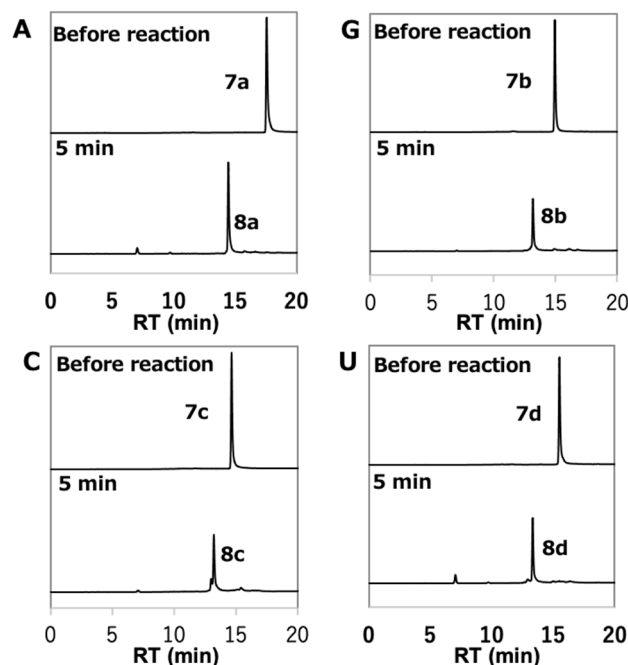 A
Before reaction
7a
5 min
8a
0 5 10 15 20
RT (min)
G
Before reaction
7b
5 min
8b
0 5 10 15 20
RT (min)
C
Before reaction
7c
5 min
8c
0 5 10 15 20
RT (min)
U
Before reaction
7d
5 min
8d
0 5 10 15 20
RT (min)